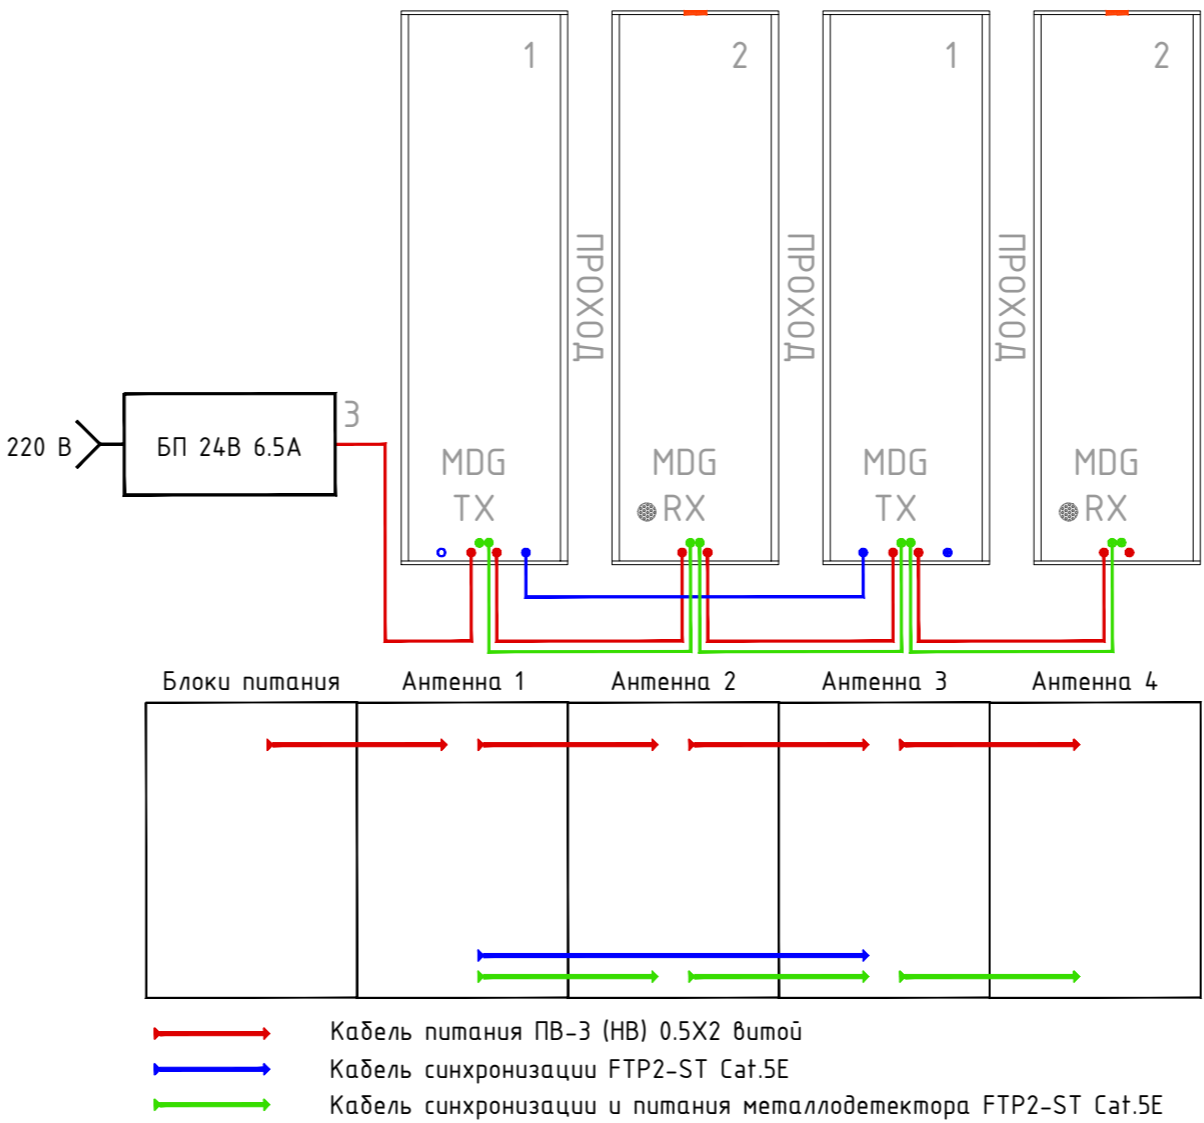 1
2
1
2
ПРОХОД
ПРОХОД
ПРОХОД
220 В
БП 24В 6.5А
3
MDG
TX
MDG
RX
MDG
TX
MDG
RX
Блоки питания
Антенна 1
Антенна 2
Антенна 3
Антенна 4
Кабель питания ПВ-3 (НВ) 0.5Х2 витой
Кабель синхронизации FTP2-ST Cat.5E
Кабель синхронизации и питания металлодетектора FTP2-ST Cat.5E